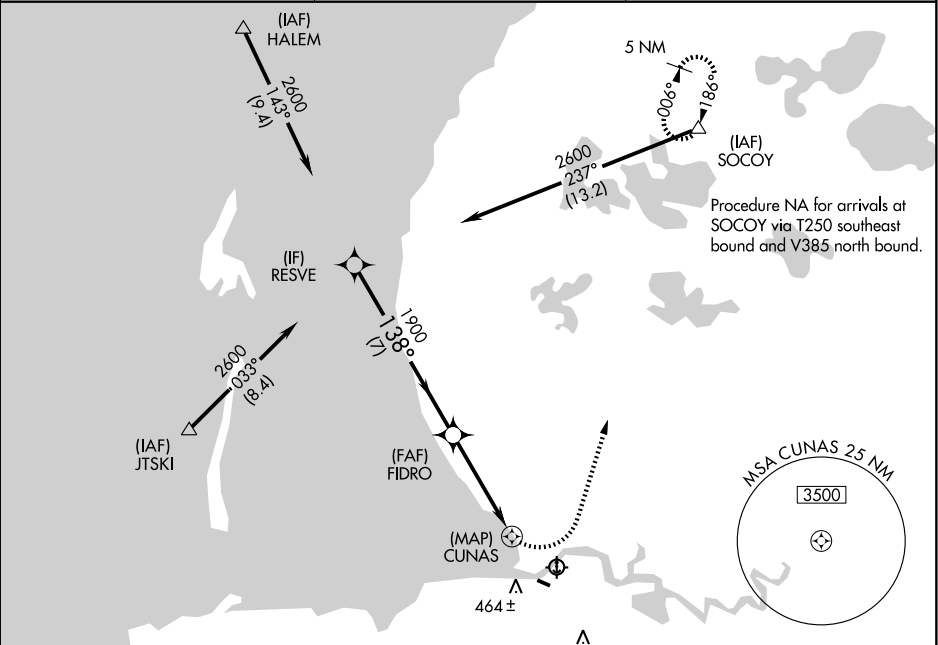 (IAF)
HALEM
2600
143°
(9.4)
5 NM
006°
186°
(IAF)
SOCOY
2600
237°
(13.2)
Procedure NA for arrivals at
SOCOY via T250 southeast
bound and V385 north bound.
(IF)
RESVE
1900
138°
(7)
2600
033°
(8.4)
(IAF)
JTSKI
(FAF)
FIDRO
(MAP)
CUNAS
464 ±
MSA CUNAS 25 NM
3500